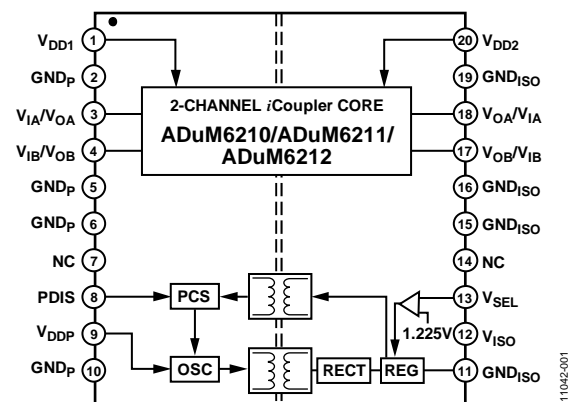 VDD1 1
GNDP 2
VIA/VOA 3
VIB/VOB 4
GNDP 5
GNDP 6
NC 7
PDIS 8
VDDP 9
GNDP 10
2-CHANNEL iCoupler CORE
ADuM6210/ADuM6211/
ADuM6212
PCS
OSC
RECT
REG
1.225V
20 VDD2
19 GNDISO
18 VOA/VIA
17 VOB/VIB
16 GNDISO
15 GNDISO
14 NC
13 VSEL
12 VISO
11 GNDISO
11042-001